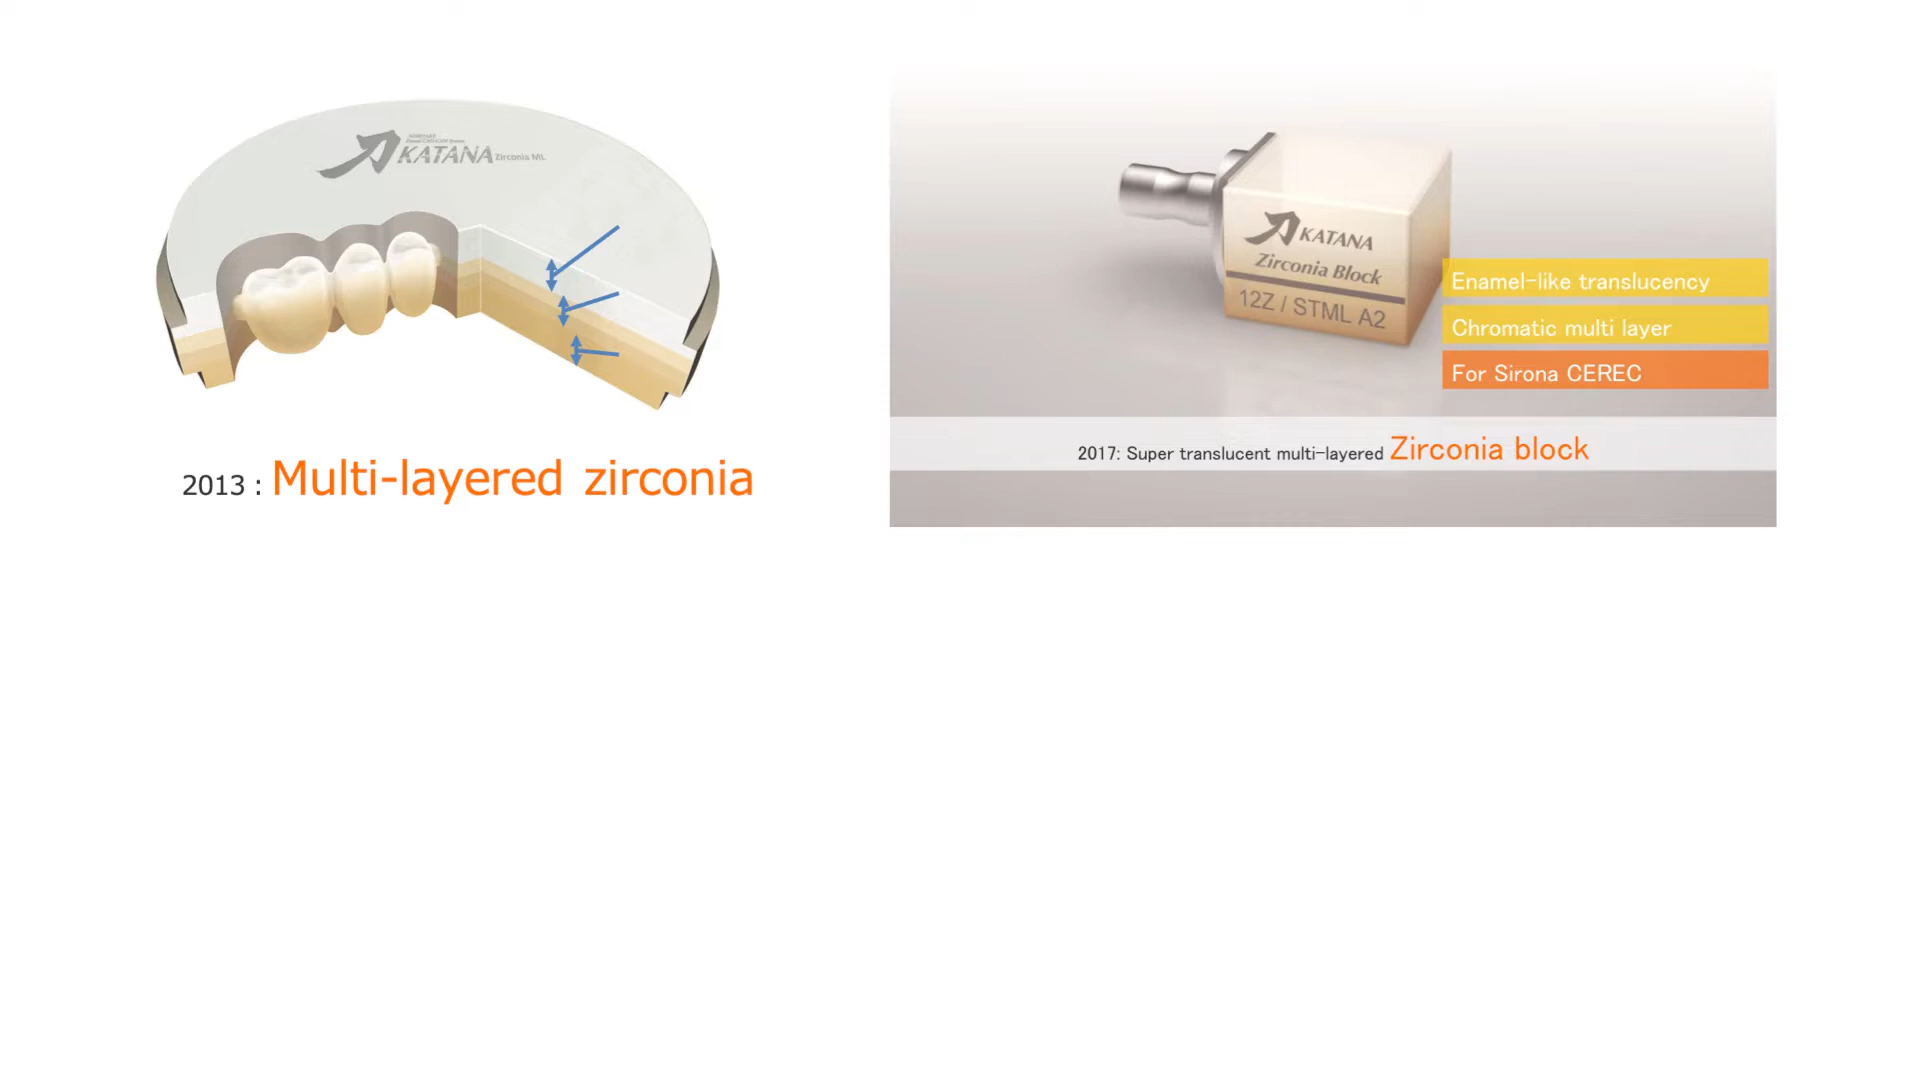 KATANA Zirconia ML
2013 : Multi-layered zirconia
KATANA
Zirconia Block
12Z / STML A2
Enamel-like translucency
Chromatic multi layer
For Sirona CEREC
2017: Super translucent multi-layered Zirconia block